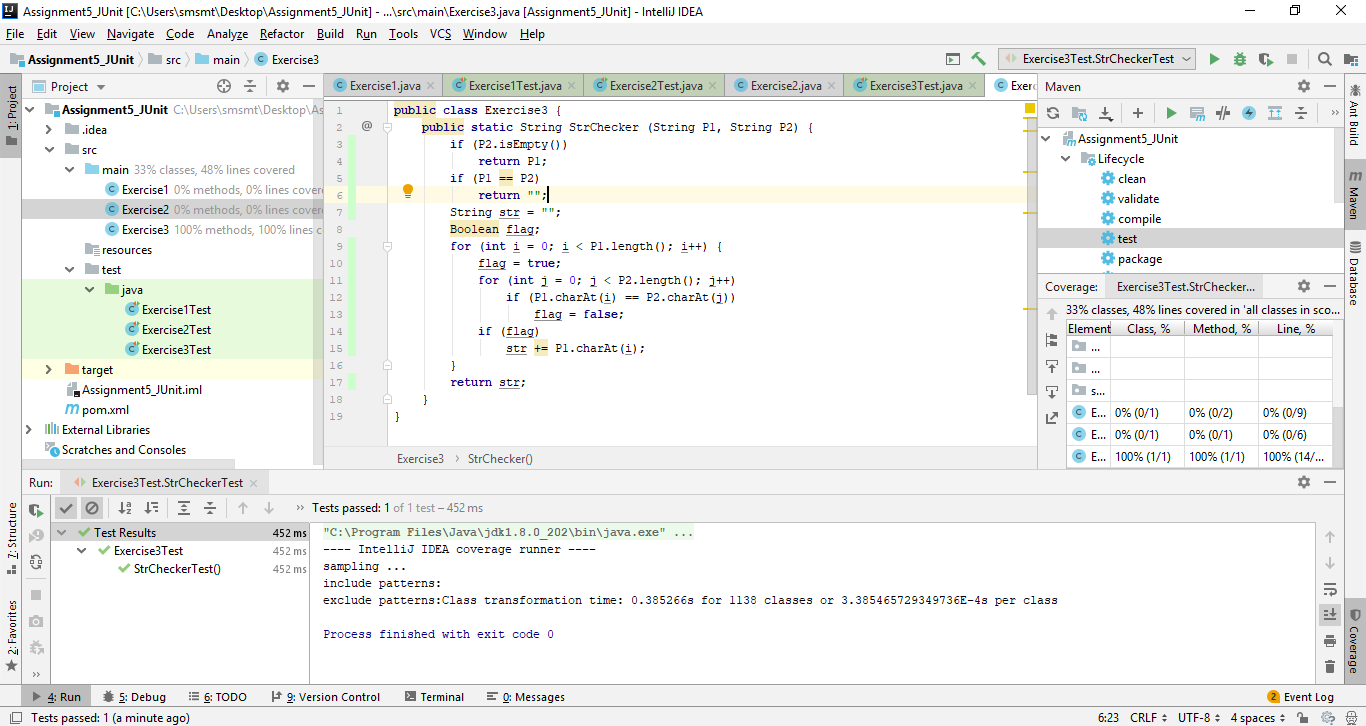 Assignment5_JUnit [C:\Users\smsmt\Desktop\Assignment5_JUnit] - ...\src\main\Exercise3.java [Assignment5_JUnit] - IntelliJ IDEA
File Edit View Navigate Code Analyze Refactor Build Run Tools VCS Window Help
Assignment5_JUnit src main Exercise3
Exercise3Test.StrCheckerTest
1: Project
Project
Exercise1.java Exercise1Test.java Exercise2Test.java Exercise2.java Exercise3Test.java Exerc
Maven
Assignment5_JUnit C:\Users\smsmt\Desktop\As
.idea
src
main 33% classes, 48% lines covered
Exercise1 0% methods, 0% lines covere
Exercise2 0% methods, 0% lines covere
Exercise3 100% methods, 100% lines c
resources
test
java
Exercise1Test
Exercise2Test
Exercise3Test
target
Assignment5_JUnit.iml
pom.xml
External Libraries
Scratches and Consoles
1 public class Exercise3 {
2 @ public static String StrChecker (String P1, String P2) {
3 if (P2.isEmpty())
4 return P1;
5 if (P1 == P2)
6 return "";
7 String str = "";
8 Boolean flag;
9 for (int i = 0; i < P1.length(); i++) {
10 flag = true;
11 for (int j = 0; j < P2.length(); j++)
12 if (P1.charAt(i) == P2.charAt(j))
13 flag = false;
14 if (flag)
15 str += P1.charAt(i);
16 }
17 return str;
18 }
19 }
Exercise3 > StrChecker()
Assignment5_JUnit
Lifecycle
clean
validate
compile
test
package
Coverage: Exercise3Test.StrChecker...
33% classes, 48% lines covered in 'all classes in sco...
Element Class, % Method, % Line, %
...
...
s...
E... 0% (0/1) 0% (0/2) 0% (0/9)
E... 0% (0/1) 0% (0/1) 0% (0/6)
E... 100% (1/1) 100% (1/1) 100% (14/...
Ant Build
Maven
Database
Coverage
Run: Exercise3Test.StrCheckerTest
Tests passed: 1 of 1 test – 452 ms
Test Results 452 ms
Exercise3Test 452 ms
StrCheckerTest() 452 ms
"C:\Program Files\Java\jdk1.8.0_202\bin\java.exe" ...
---- IntelliJ IDEA coverage runner ----
sampling ...
include patterns:
exclude patterns:Class transformation time: 0.385266s for 1138 classes or 3.385465729349736E-4s per class
Process finished with exit code 0
7: Structure
2: Favorites
4: Run 5: Debug 6: TODO 9: Version Control Terminal 0: Messages 2 Event Log
Tests passed: 1 (a minute ago) 6:23 CRLF UTF-8 4 spaces